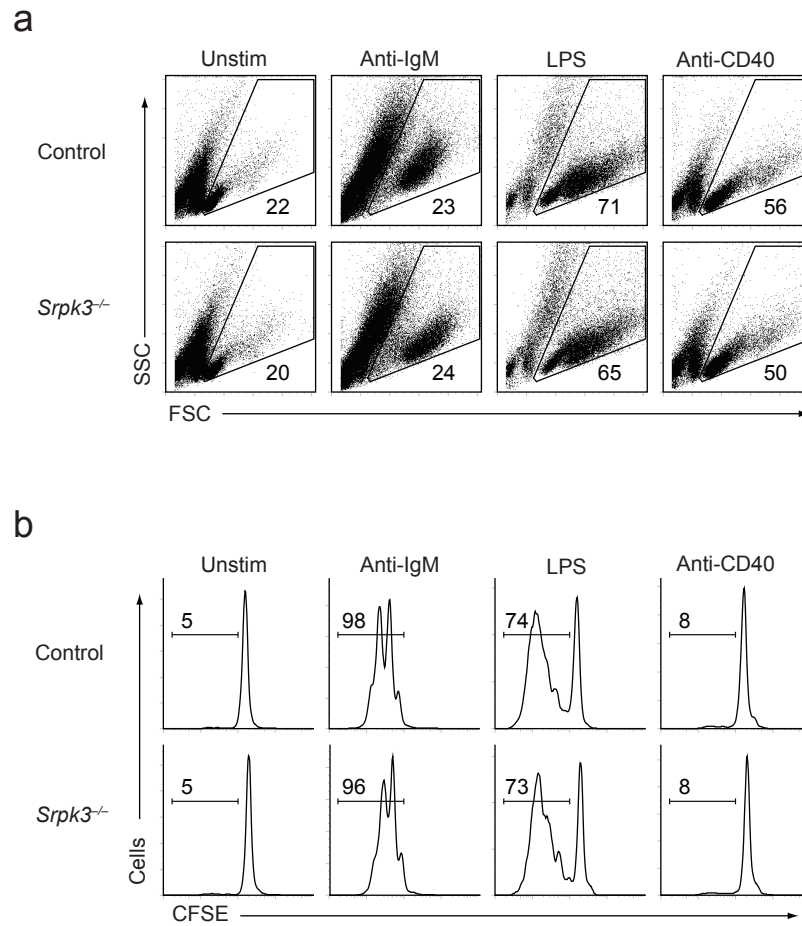 a
Unstim Anti-IgM LPS Anti-CD40
Control
22 23 71 56
Srpk3–/–
20 24 65 50
SSC
FSC
b
Unstim Anti-IgM LPS Anti-CD40
5 98 74 8
Control
5 96 73 8
Srpk3–/–
Cells
CFSE